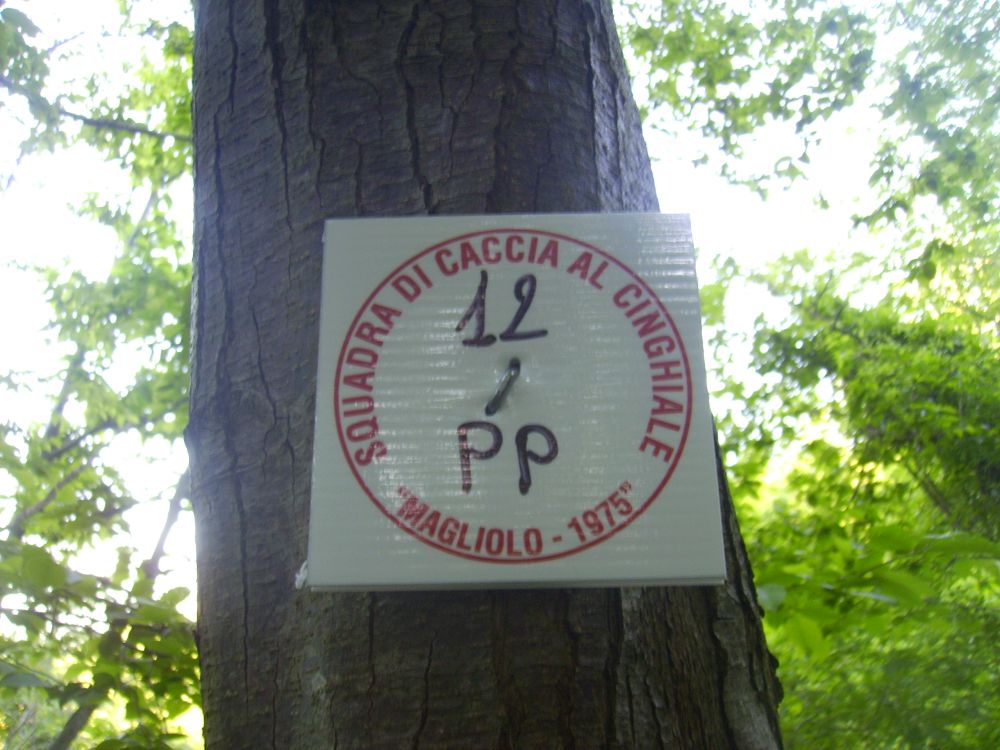 SQUADRA DI CACCIA AL CINGHIALE
12
PP
"MAGLIOLO - 1975"